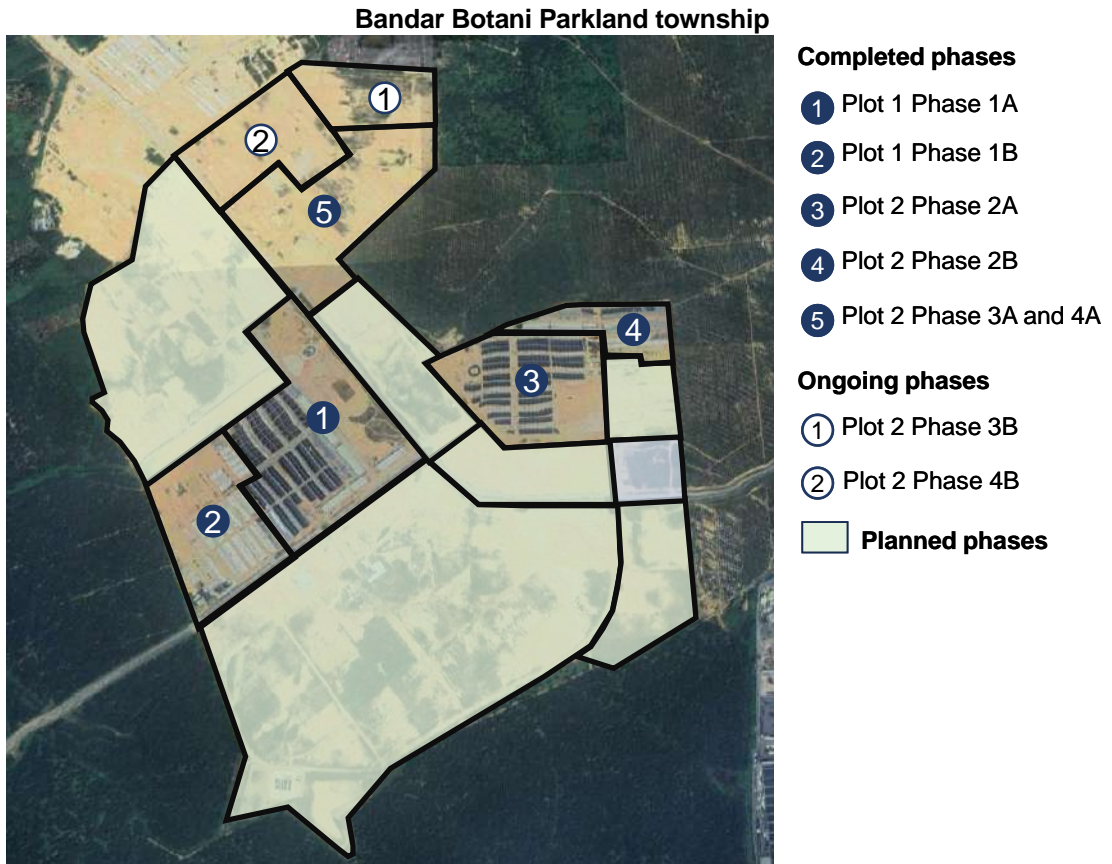 Bandar Botani Parkland township
1
2
5
4
3
1
2
Completed phases
1 Plot 1 Phase 1A
2 Plot 1 Phase 1B
3 Plot 2 Phase 2A
4 Plot 2 Phase 2B
5 Plot 2 Phase 3A and 4A
Ongoing phases
1 Plot 2 Phase 3B
2 Plot 2 Phase 4B
Planned phases